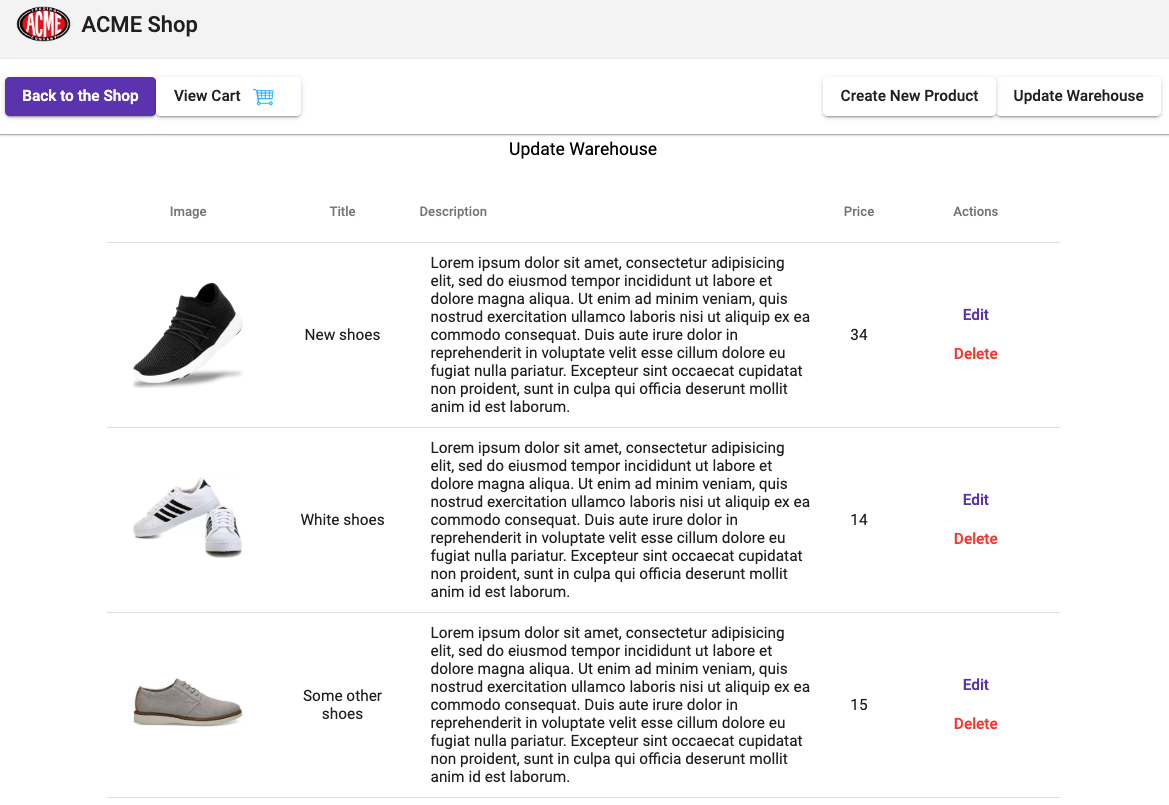 TRADING
ACME
COMPANY
ACME Shop
Back to the Shop
View Cart
Create New Product
Update Warehouse
Update Warehouse
Image
Title
Description
Price
Actions
New shoes
Lorem ipsum dolor sit amet, consectetur adipisicing
elit, sed do eiusmod tempor incididunt ut labore et
dolore magna aliqua. Ut enim ad minim veniam, quis
nostrud exercitation ullamco laboris nisi ut aliquip ex ea
commodo consequat. Duis aute irure dolor in
reprehenderit in voluptate velit esse cillum dolore eu
fugiat nulla pariatur. Excepteur sint occaecat cupidatat
non proident, sunt in culpa qui officia deserunt mollit
anim id est laborum.
34
Edit
Delete
White shoes
Lorem ipsum dolor sit amet, consectetur adipisicing
elit, sed do eiusmod tempor incididunt ut labore et
dolore magna aliqua. Ut enim ad minim veniam, quis
nostrud exercitation ullamco laboris nisi ut aliquip ex ea
commodo consequat. Duis aute irure dolor in
reprehenderit in voluptate velit esse cillum dolore eu
fugiat nulla pariatur. Excepteur sint occaecat cupidatat
non proident, sunt in culpa qui officia deserunt mollit
anim id est laborum.
14
Edit
Delete
Some other
shoes
Lorem ipsum dolor sit amet, consectetur adipisicing
elit, sed do eiusmod tempor incididunt ut labore et
dolore magna aliqua. Ut enim ad minim veniam, quis
nostrud exercitation ullamco laboris nisi ut aliquip ex ea
commodo consequat. Duis aute irure dolor in
reprehenderit in voluptate velit esse cillum dolore eu
fugiat nulla pariatur. Excepteur sint occaecat cupidatat
non proident, sunt in culpa qui officia deserunt mollit
anim id est laborum.
15
Edit
Delete